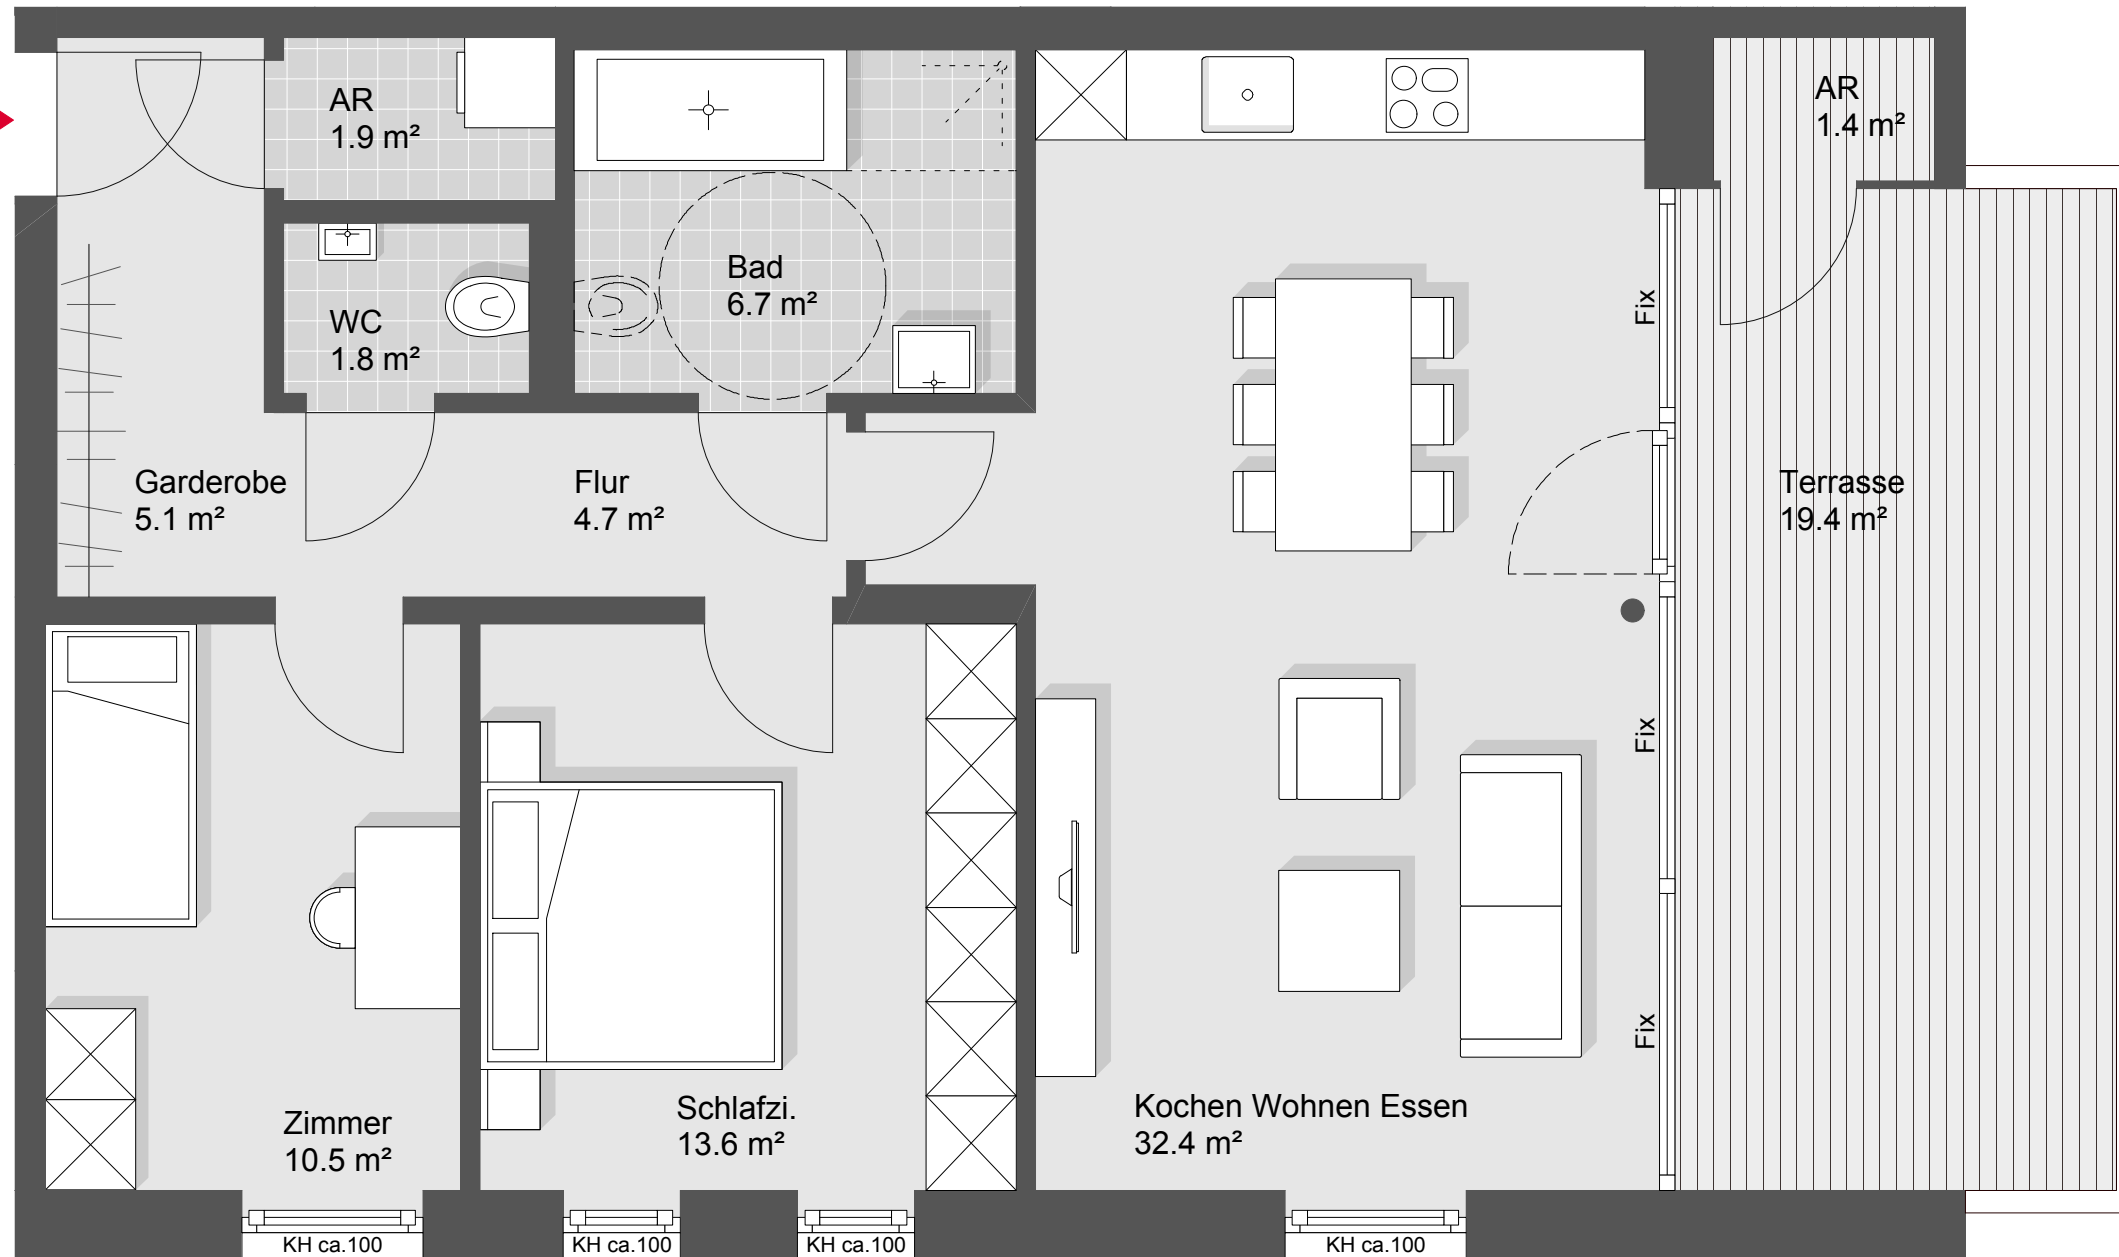 AR
1.9 m²
AR
1.4 m²
Bad
6.7 m²
WC
1.8 m²
Fix
Garderobe
5.1 m²
Flur
4.7 m²
Terrasse
19.4 m²
Fix
Fix
Zimmer
10.5 m²
Schlafzi.
13.6 m²
Kochen Wohnen Essen
32.4 m²
KH ca.100
KH ca.100
KH ca.100
KH ca.100